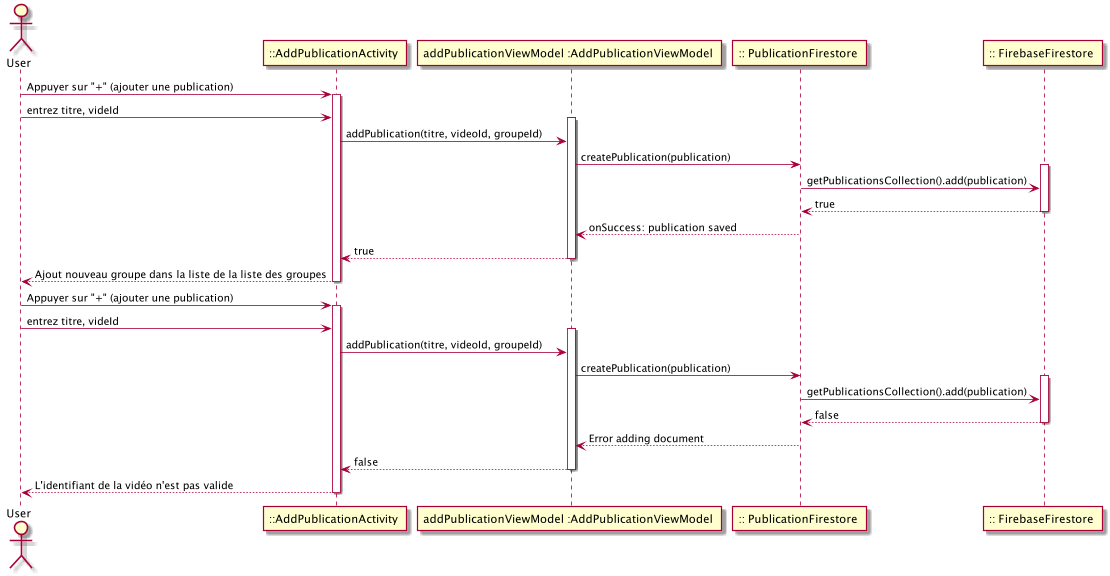 User
::AddPublicationActivity
addPublicationViewModel :AddPublicationViewModel
:: PublicationFirestore
:: FirebaseFirestore
Appuyer sur "+" (ajouter une publication)
entrez titre, videId
addPublication(titre, videoId, groupeId)
createPublication(publication)
getPublicationsCollection().add(publication)
true
onSuccess: publication saved
true
Ajout nouveau groupe dans la liste de la liste des groupes
Appuyer sur "+" (ajouter une publication)
entrez titre, videId
addPublication(titre, videoId, groupeId)
createPublication(publication)
getPublicationsCollection().add(publication)
false
Error adding document
false
L'identifiant de la vidéo n'est pas valide
User
::AddPublicationActivity
addPublicationViewModel :AddPublicationViewModel
:: PublicationFirestore
:: FirebaseFirestore